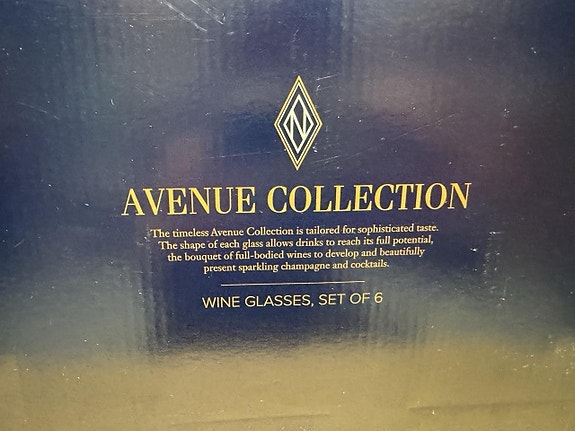 N
AVENUE COLLECTION
The timeless Avenue Collection is tailored for sophisticated taste.
The shape of each glass allows drinks to reach its full potential,
the bouquet of full-bodied wines to develop and beautifully
present sparkling champagne and cocktails.
WINE GLASSES, SET OF 6